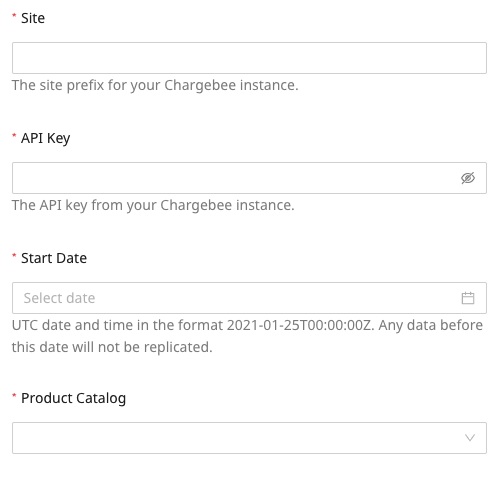 * Site
The site prefix for your Chargebee instance.
* API Key
The API key from your Chargebee instance.
* Start Date
Select date
UTC date and time in the format 2021-01-25T00:00:00Z. Any data before
this date will not be replicated.
* Product Catalog